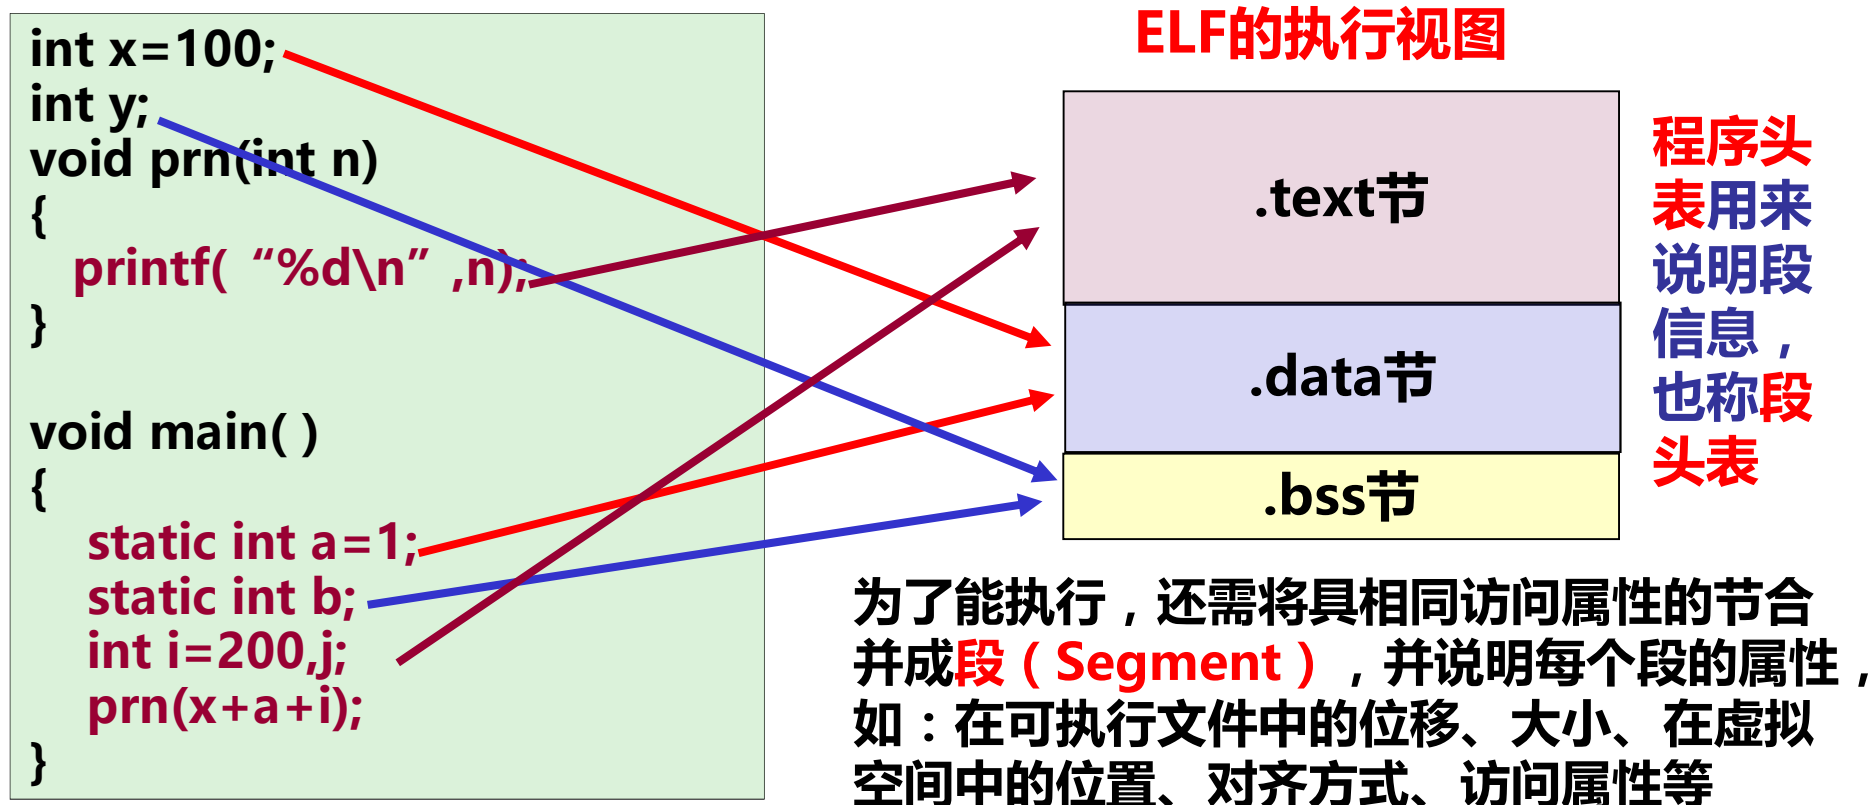 int x=100;
int y;
void prn(int n)
{
printf( “%d\n” ,n);
}
void main( )
{
static int a=1;
static int b;
int i=200,j;
prn(x+a+i);
}
ELF的执行视图
.text节
.data节
.bss节
程序头
表用来
说明段
信息，
也称段
头表
为了能执行，还需将具相同访问属性的节合
并成段（Segment），并说明每个段的属性，
如：在可执行文件中的位移、大小、在虚拟
空间中的位置、对齐方式、访问属性等